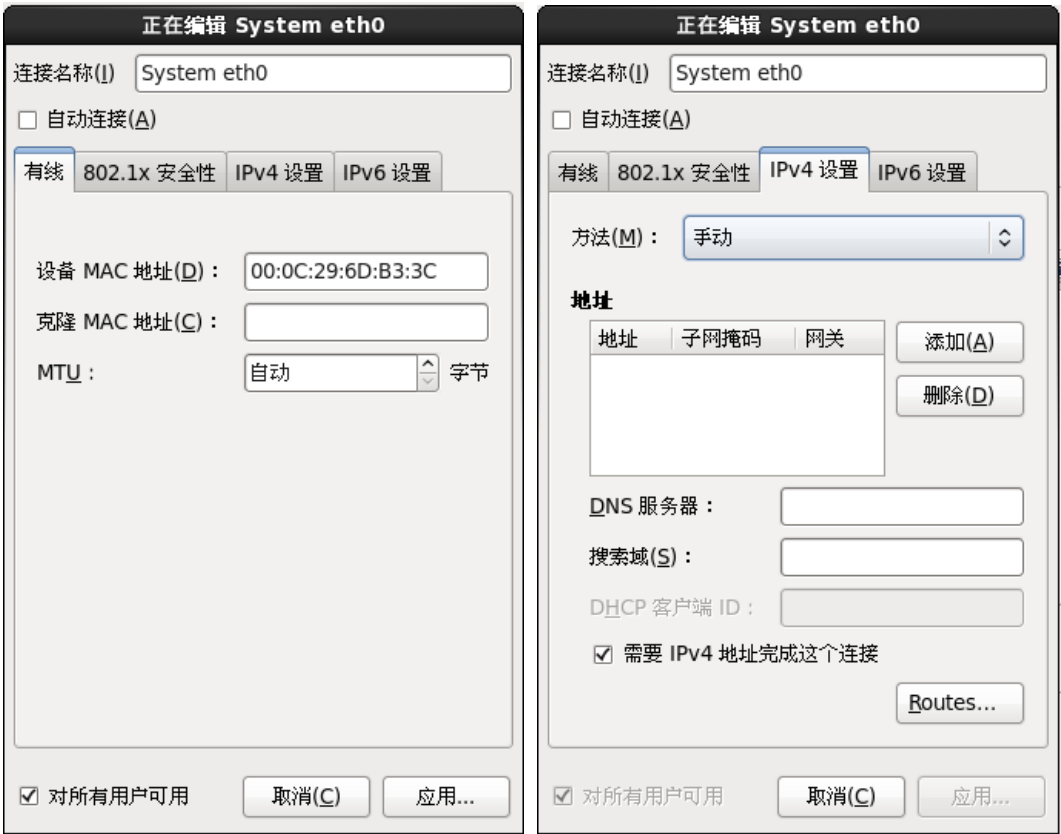 正在编辑 System eth0
连接名称(I) System eth0
自动连接(A)
有线 802.1x 安全性 IPv4 设置 IPv6 设置
设备 MAC 地址(D)： 00:0C:29:6D:B3:3C
克隆 MAC 地址(C)：
MTU： 自动 字节
对所有用户可用 取消(C) 应用...
正在编辑 System eth0
连接名称(I) System eth0
自动连接(A)
有线 802.1x 安全性 IPv4 设置 IPv6 设置
方法(M)： 手动
地址
地址 子网掩码 网关
添加(A)
删除(D)
DNS 服务器：
搜索域(S)：
DHCP 客户端 ID：
需要 IPv4 地址完成这个连接
Routes...
对所有用户可用 取消(C) 应用...